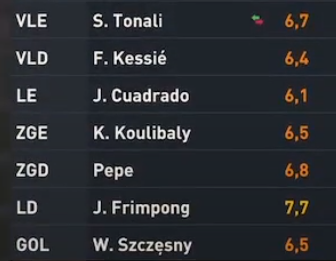 VLE S. Tonali 6,7
VLD F. Kessié 6,4
LE J. Cuadrado 6,1
ZGE K. Koulibaly 6,5
ZGD Pepe 6,8
LD J. Frimpong 7,7
GOL W. Szczęsny 6,5